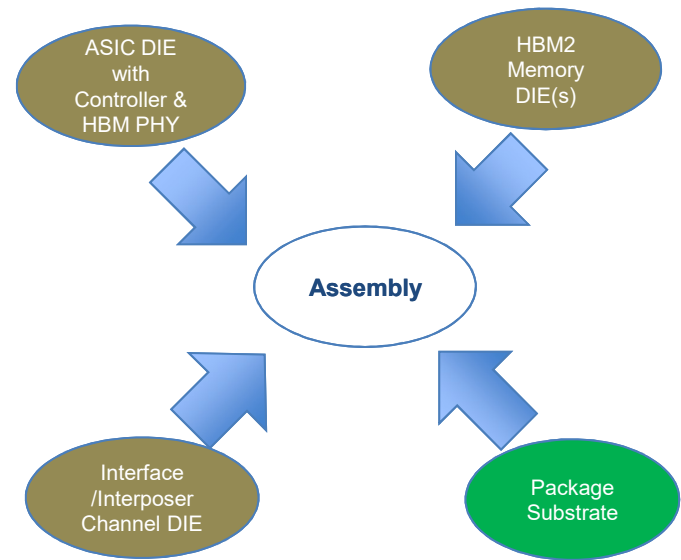 ASIC DIE
with
Controller &
HBM PHY
HBM2
Memory
DIE(s)
Assembly
Interface
/Interposer
Channel DIE
Package
Substrate